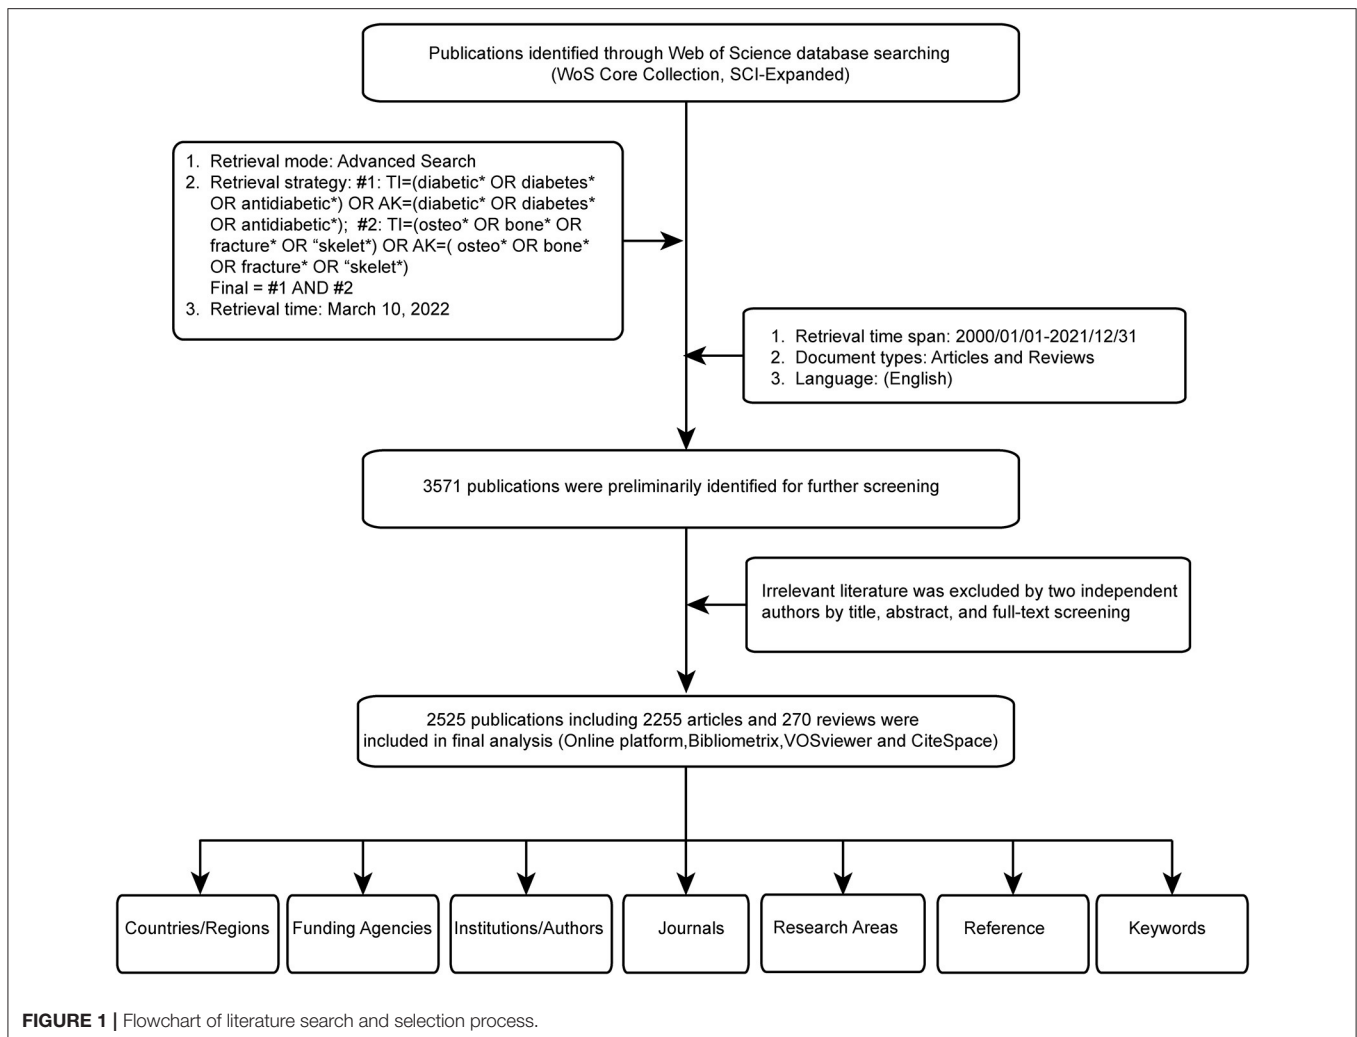 Publications identified through Web of Science database searching
(WoS Core Collection, SCI-Expanded)
1. Retrieval mode: Advanced Search
2. Retrieval strategy: #1: TI=(diabetic* OR diabetes*
OR antidiabetic*) OR AK=(diabetic* OR diabetes*
OR antidiabetic*); #2: TI=(osteo* OR bone* OR
fracture* OR “skelet*) OR AK=( osteo* OR bone*
OR fracture* OR “skelet*)
Final = #1 AND #2
3. Retrieval time: March 10, 2022
1. Retrieval time span: 2000/01/01-2021/12/31
2. Document types: Articles and Reviews
3. Language: (English)
3571 publications were preliminarily identified for further screening
Irrelevant literature was excluded by two independent
authors by title, abstract, and full-text screening
2525 publications including 2255 articles and 270 reviews were
included in final analysis (Online platform,Bibliometrix,VOSviewer and CiteSpace)
Countries/Regions
Funding Agencies
Institutions/Authors
Journals
Research Areas
Reference
Keywords
FIGURE 1 | Flowchart of literature search and selection process.